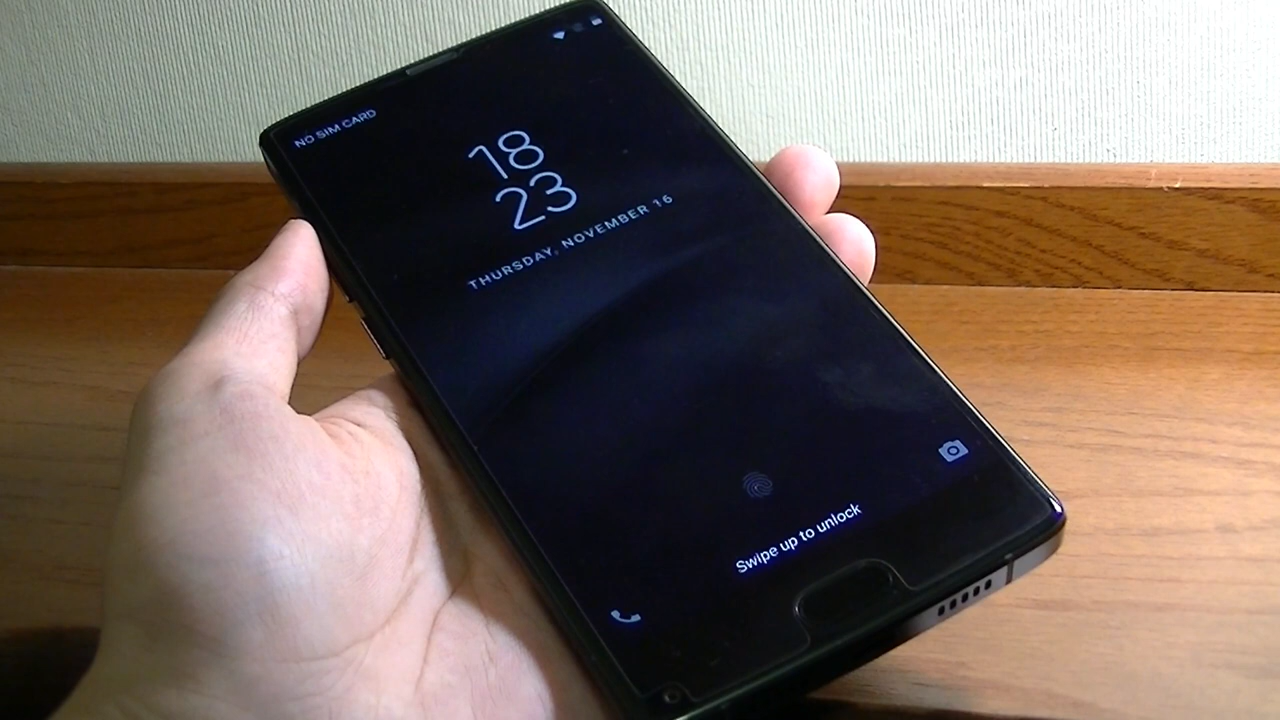 NO SIM CARD
18
23
THURSDAY, NOVEMBER 16
Swipe up to unlock